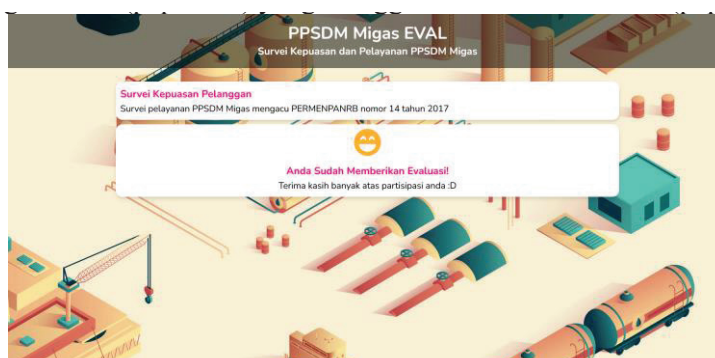 PPSDM Migas EVAL
Survei Kepuasan dan Pelayanan PPSDM Migas
Survei Kepuasan Pelanggan
Survei pelayanan PPSDM Migas mengacu PERMENPANRB nomor 14 tahun 2017
Anda Sudah Memberikan Evaluasi!
Terima kasih banyak atas partisipasi anda :D